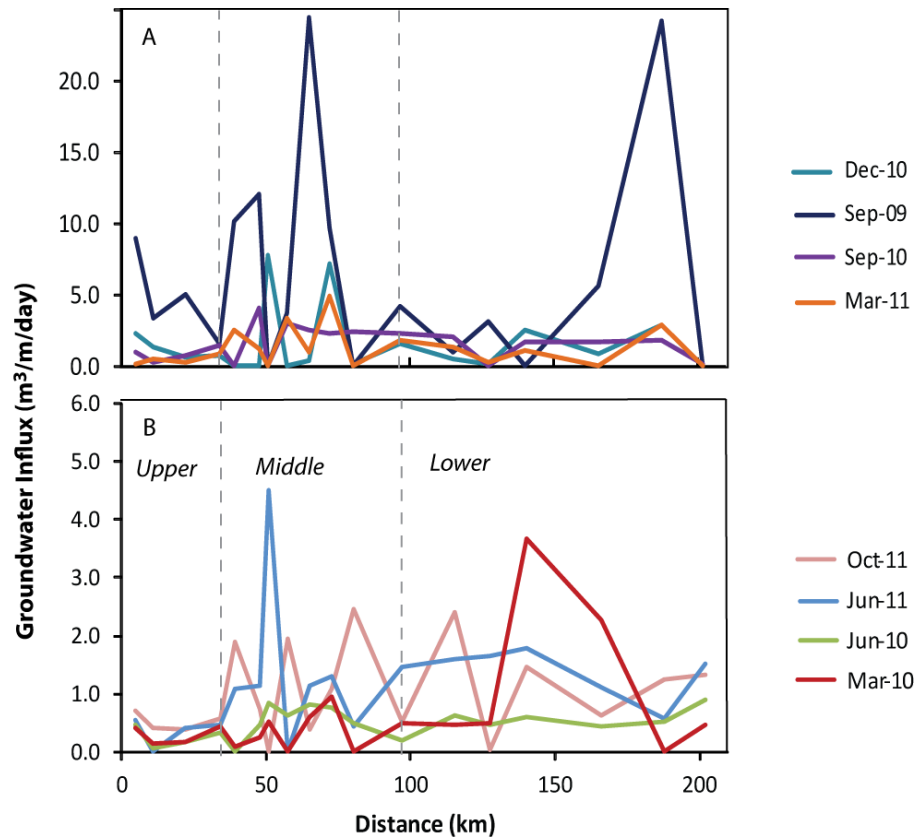 A
20.0
15.0
10.0
5.0
0.0
Dec-10
Sep-09
Sep-10
Mar-11
Groundwater Influx (m³/m/day)
B
6.0
5.0
4.0
3.0
2.0
1.0
0.0
Upper Middle Lower
Oct-11
Jun-11
Jun-10
Mar-10
0 50 100 150 200
Distance (km)